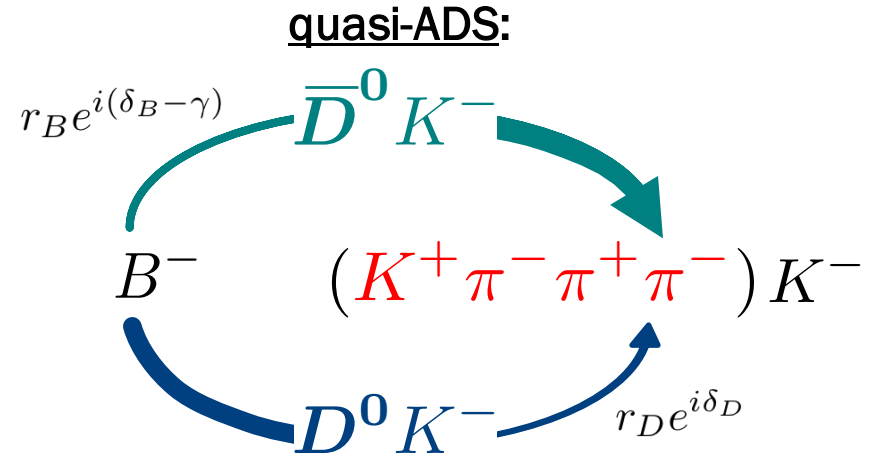 quasi-ADS:
r_B e^{i(δ_B−γ)}
D̅⁰K⁻
B⁻ (K⁺π⁻π⁺π⁻)K⁻
D⁰K⁻
r_D e^{iδ_D}